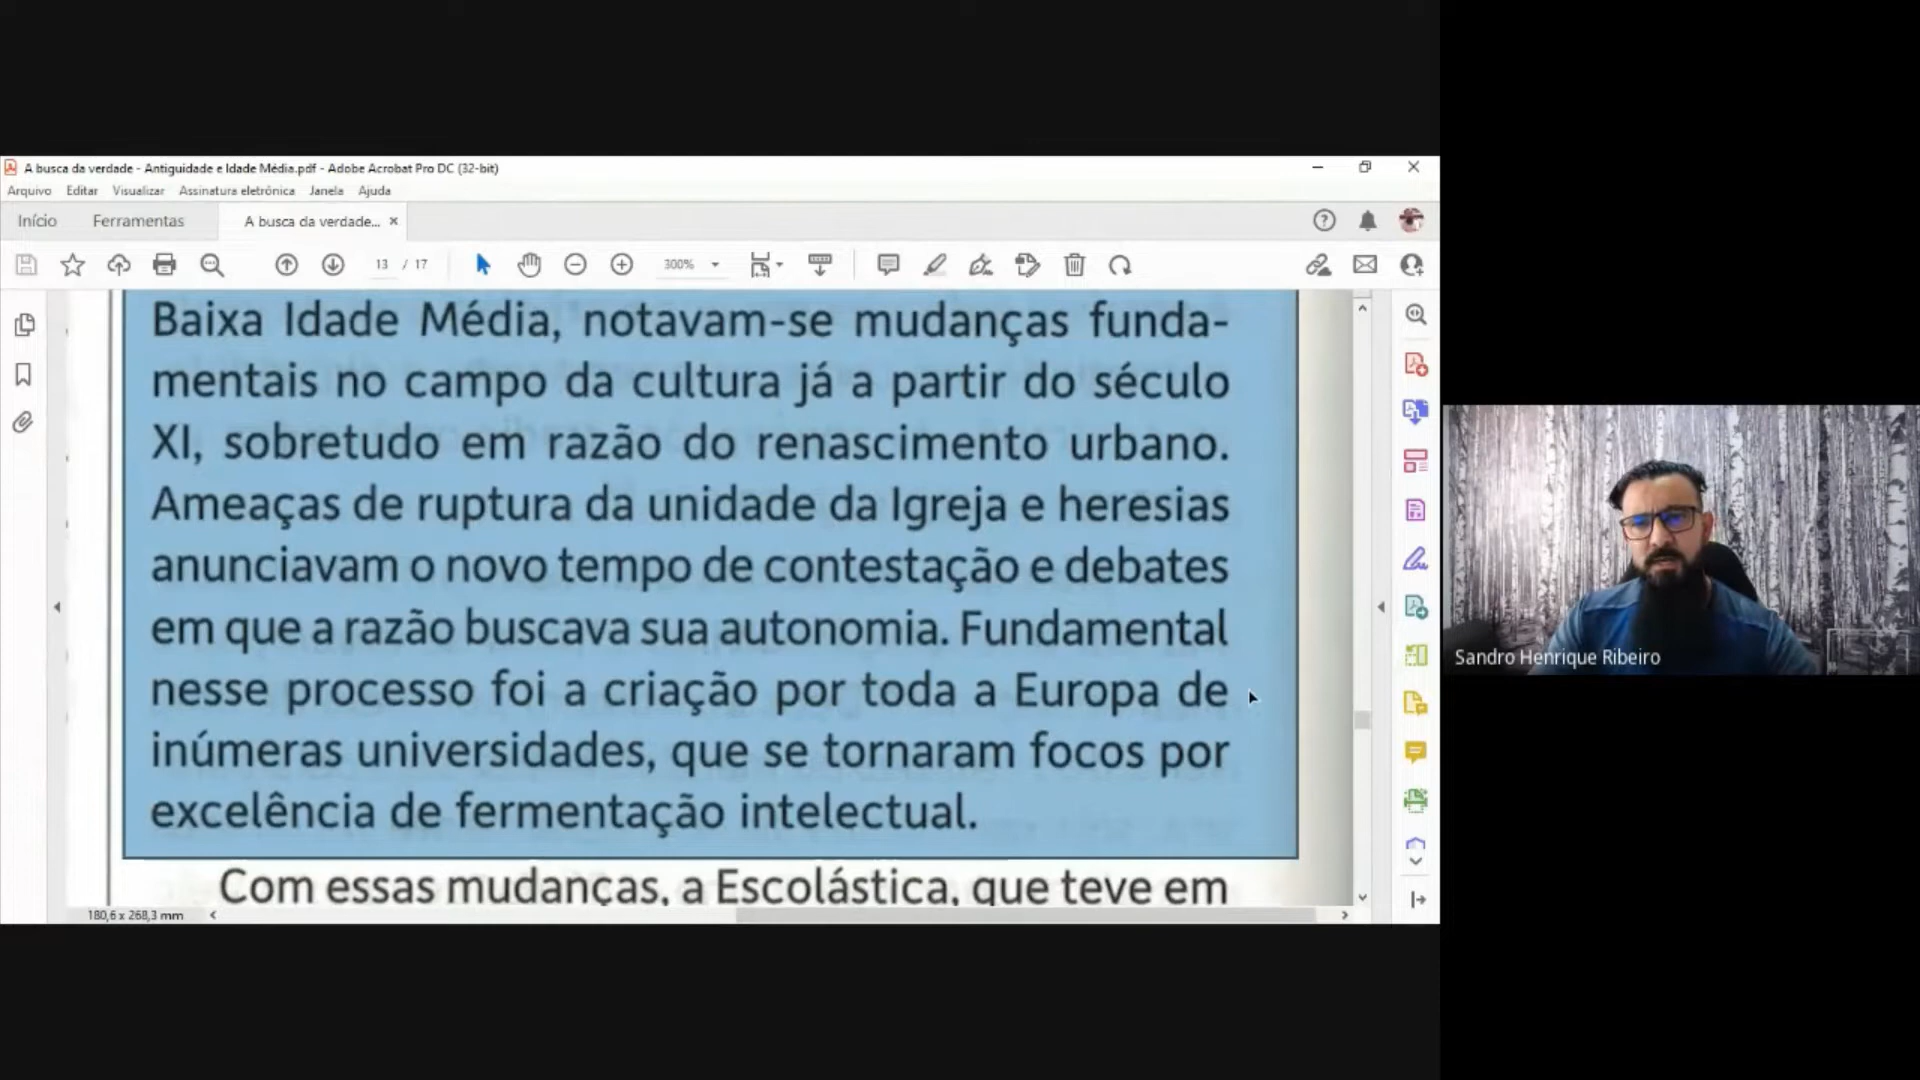 A busca da verdade - Antiguidade e Idade Média.pdf - Adobe Acrobat Pro DC (32-bit)
Arquivo Editar Visualizar Assinatura eletrônica Janela Ajuda
Início Ferramentas A busca da verdade... ×
13 / 17 300%
Baixa Idade Média, notavam-se mudanças funda-
mentais no campo da cultura já a partir do século
XI, sobretudo em razão do renascimento urbano.
Ameaças de ruptura da unidade da Igreja e heresias
anunciavam o novo tempo de contestação e debates
em que a razão buscava sua autonomia. Fundamental
nesse processo foi a criação por toda a Europa de
inúmeras universidades, que se tornaram focos por
excelência de fermentação intelectual.
Com essas mudanças, a Escolástica, que teve em
180,6 x 268,3 mm
Sandro Henrique Ribeiro